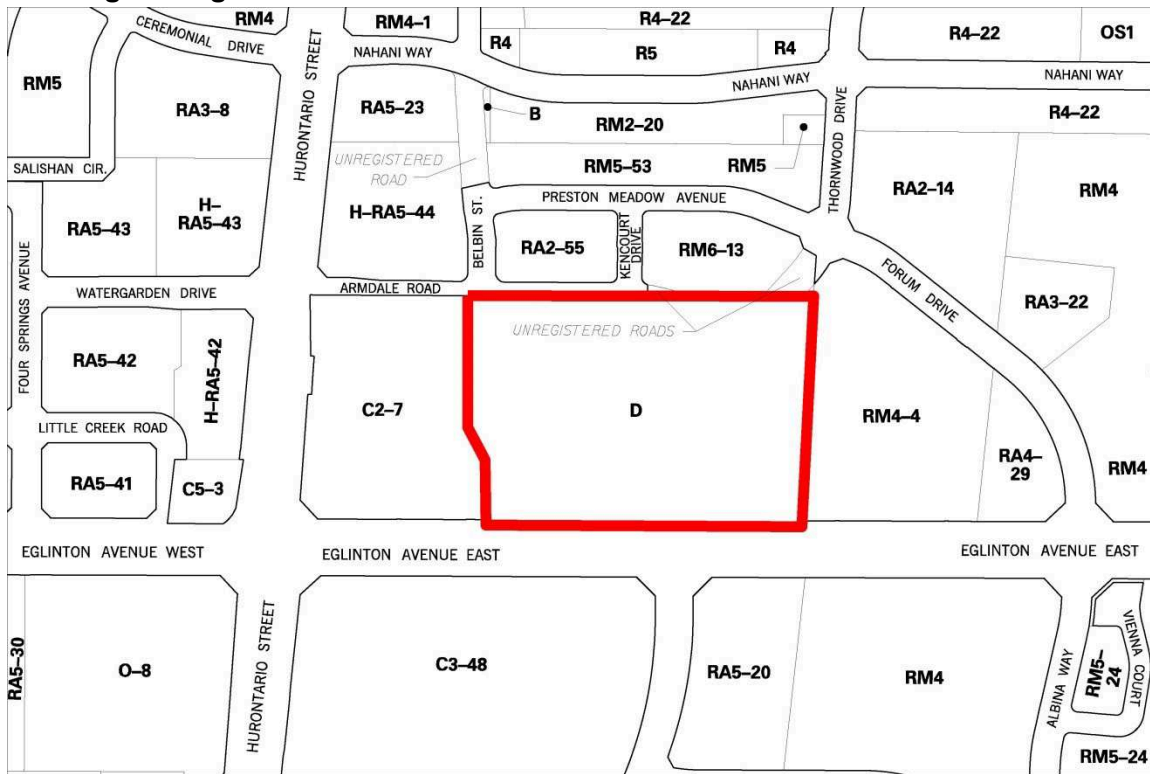 RM4
RM4–1
R4–22
R4–22
OS1
CEREMONIAL DRIVE
HURONTARIO STREET
NAHANI WAY
R4
R5
R4
NAHANI WAY
NAHANI WAY
RM5
RA3–8
RA5–23
B
RM2–20
THORNWOOD DRIVE
R4–22
UNREGISTERED
ROAD
RM5–53
RM5
SALISHAN CIR.
RA2–14
RM4
PRESTON MEADOW AVENUE
RA5–43
H–
RA5–43
H–RA5–44
BELBIN ST.
RA2–55
KENCOURT
DRIVE
RM6–13
FOUR SPRINGS AVENUE
WATERGARDEN DRIVE
ARMDALE ROAD
FORUM DRIVE
RA3–22
UNREGISTERED ROADS
RA5–42
H–RA5–42
C2–7
D
RM4–4
LITTLE CREEK ROAD
RA5–41
C5–3
RA4–
29
RM4
EGLINTON AVENUE WEST
EGLINTON AVENUE EAST
EGLINTON AVENUE EAST
RA5–30
O–8
HURONTARIO STREET
C3–48
RA5–20
RM4
ALBINA WAY
RM5–
24
VIENNA COURT
RM5–24